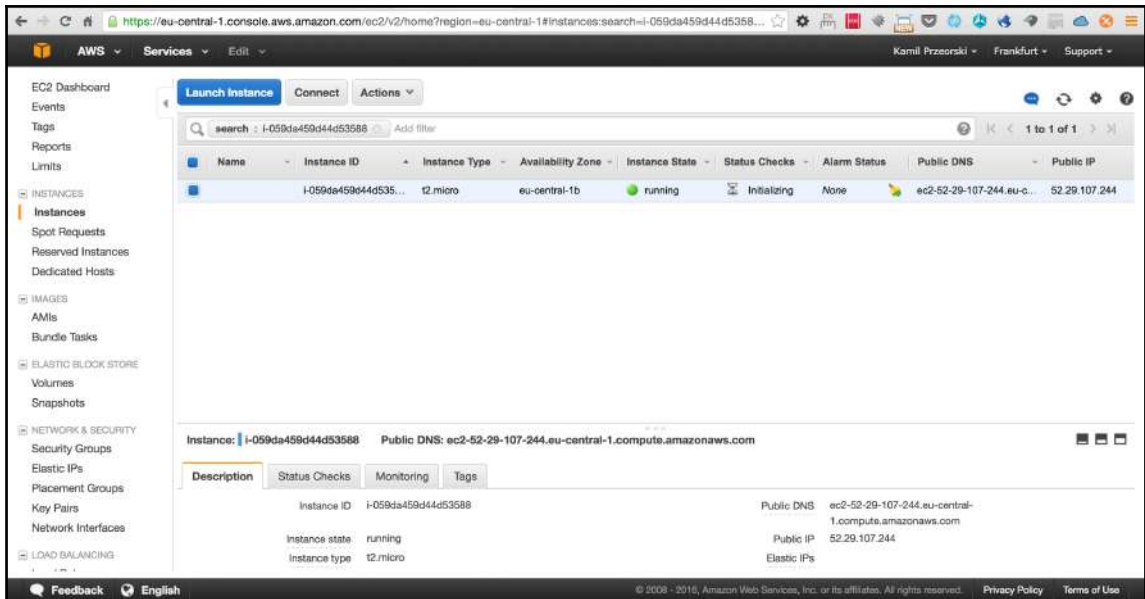 https://eu-central-1.console.aws.amazon.com/ec2/v2/home?region=eu-central-1#Instances:search=i-059da459d44d5358...
AWS Services Edit Kamil Przeorski Frankfurt Support
EC2 Dashboard
Events
Tags
Reports
Limits
INSTANCES
Instances
Spot Requests
Reserved Instances
Dedicated Hosts
IMAGES
AMIs
Bundle Tasks
ELASTIC BLOCK STORE
Volumes
Snapshots
NETWORK & SECURITY
Security Groups
Elastic IPs
Placement Groups
Key Pairs
Network Interfaces
LOAD BALANCING
Launch Instance Connect Actions
search : i-059da459d44d53588 Add filter 1 to 1 of 1
Name Instance ID Instance Type Availability Zone Instance State Status Checks Alarm Status Public DNS Public IP
i-059da459d44d535... t2.micro eu-central-1b running Initializing None ec2-52-29-107-244.eu-c... 52.29.107.244
Instance: i-059da459d44d53588 Public DNS: ec2-52-29-107-244.eu-central-1.compute.amazonaws.com
Description Status Checks Monitoring Tags
Instance ID i-059da459d44d53588 Public DNS ec2-52-29-107-244.eu-central-
1.compute.amazonaws.com
Instance state running Public IP 52.29.107.244
Instance type t2.micro Elastic IPs
Feedback English © 2008 - 2016, Amazon Web Services, Inc. or its affiliates. All rights reserved. Privacy Policy Terms of Use